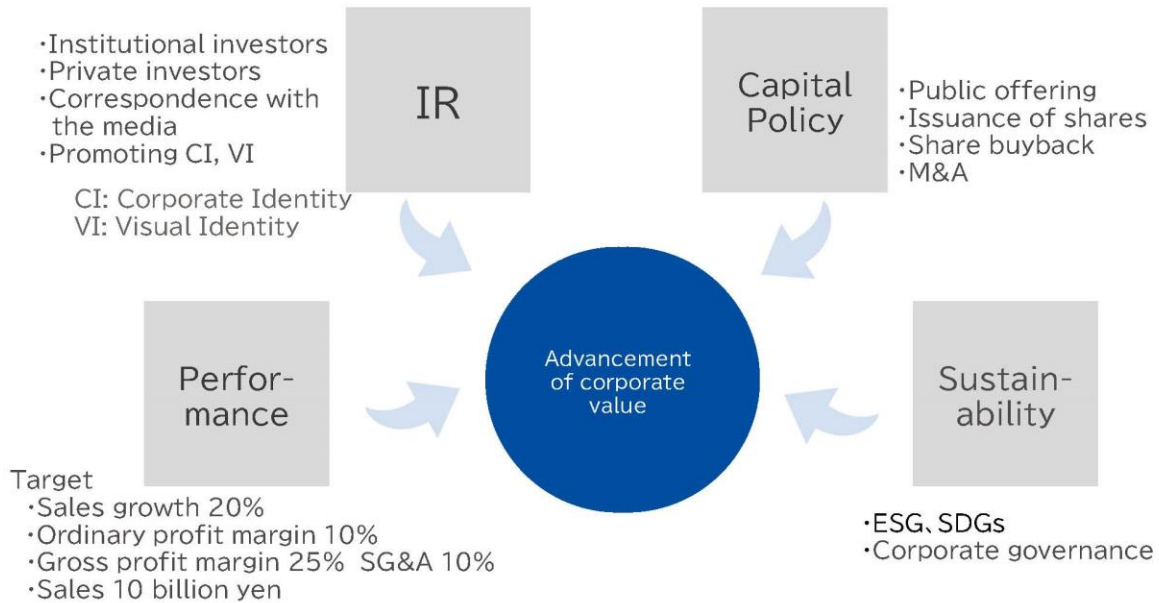 ·Institutional investors
·Private investors
·Correspondence with
the media
·Promoting CI, VI
CI: Corporate Identity
VI: Visual Identity
IR
Capital
Policy
·Public offering
·Issuance of shares
·Share buyback
·M&A
Advancement
of corporate
value
Perfor-
mance
Target
·Sales growth 20%
·Ordinary profit margin 10%
·Gross profit margin 25%  SG&A 10%
·Sales 10 billion yen
Sustain-
ability
·ESG、SDGs
·Corporate governance